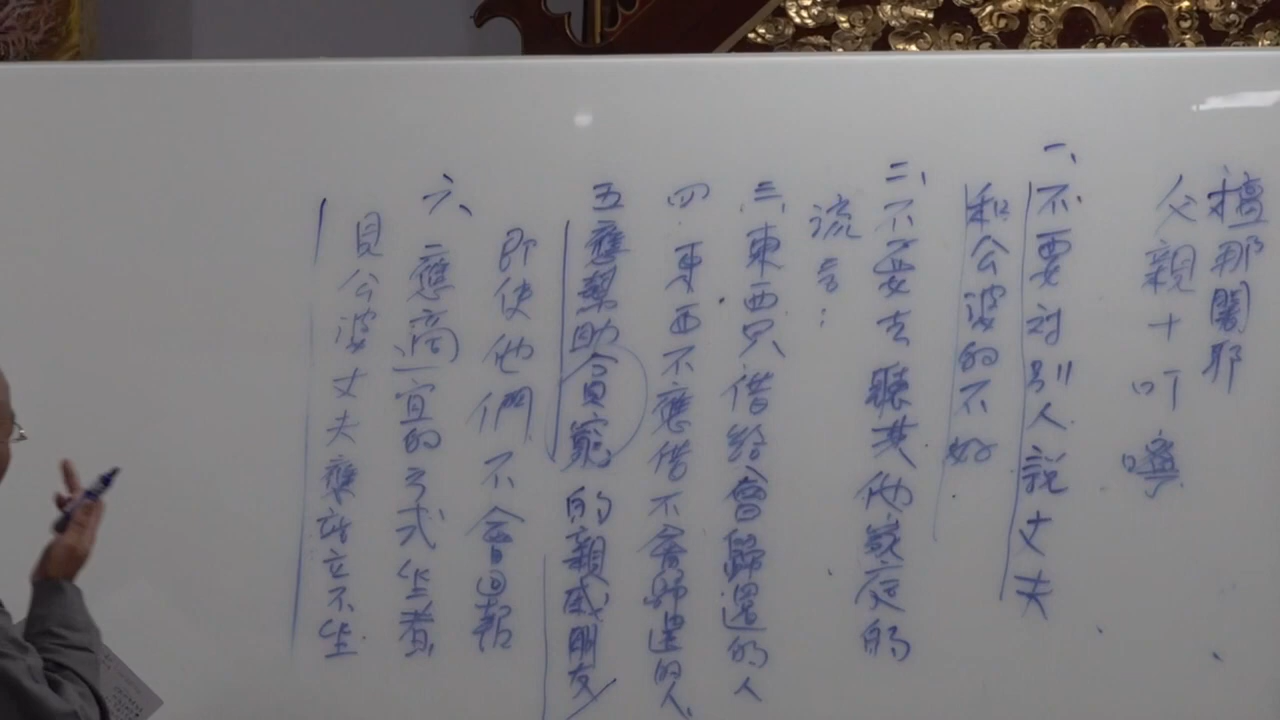 檀那闍耶
父親十叮嚀
一、不要對別人說丈夫
和公婆的不好
二、不要去聽其他家庭的
流言：
三、東西只借給會歸還的人
四、東西不應借不會歸還的人
五應幫助貧窮的親戚朋友
即使他們不會回報
六、應適宜的方式坐著
見公婆丈夫應站立不坐